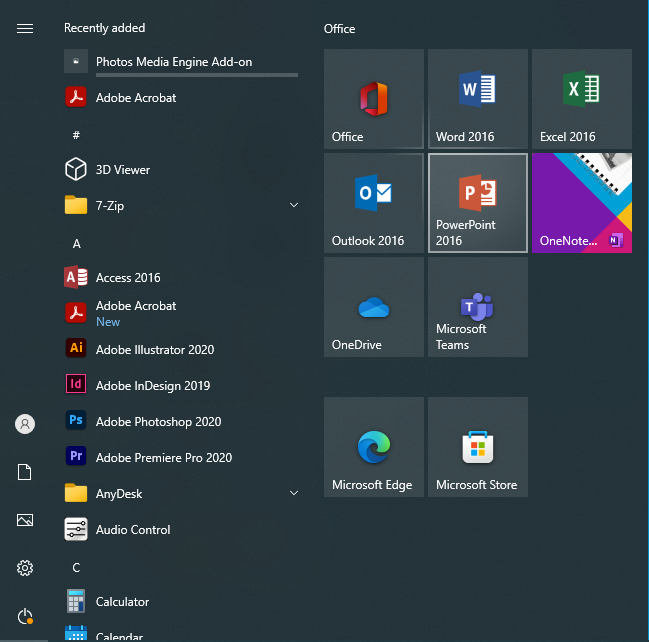 Recently added
Photos Media Engine Add-on
Adobe Acrobat
#
3D Viewer
7-Zip
A
Access 2016
Adobe Acrobat
New
Adobe Illustrator 2020
Adobe InDesign 2019
Adobe Photoshop 2020
Adobe Premiere Pro 2020
AnyDesk
Audio Control
C
Calculator
Calendar
Office
Office
Word 2016
Excel 2016
Outlook 2016
PowerPoint
2016
OneNote...
OneDrive
Microsoft
Teams
Microsoft Edge
Microsoft Store